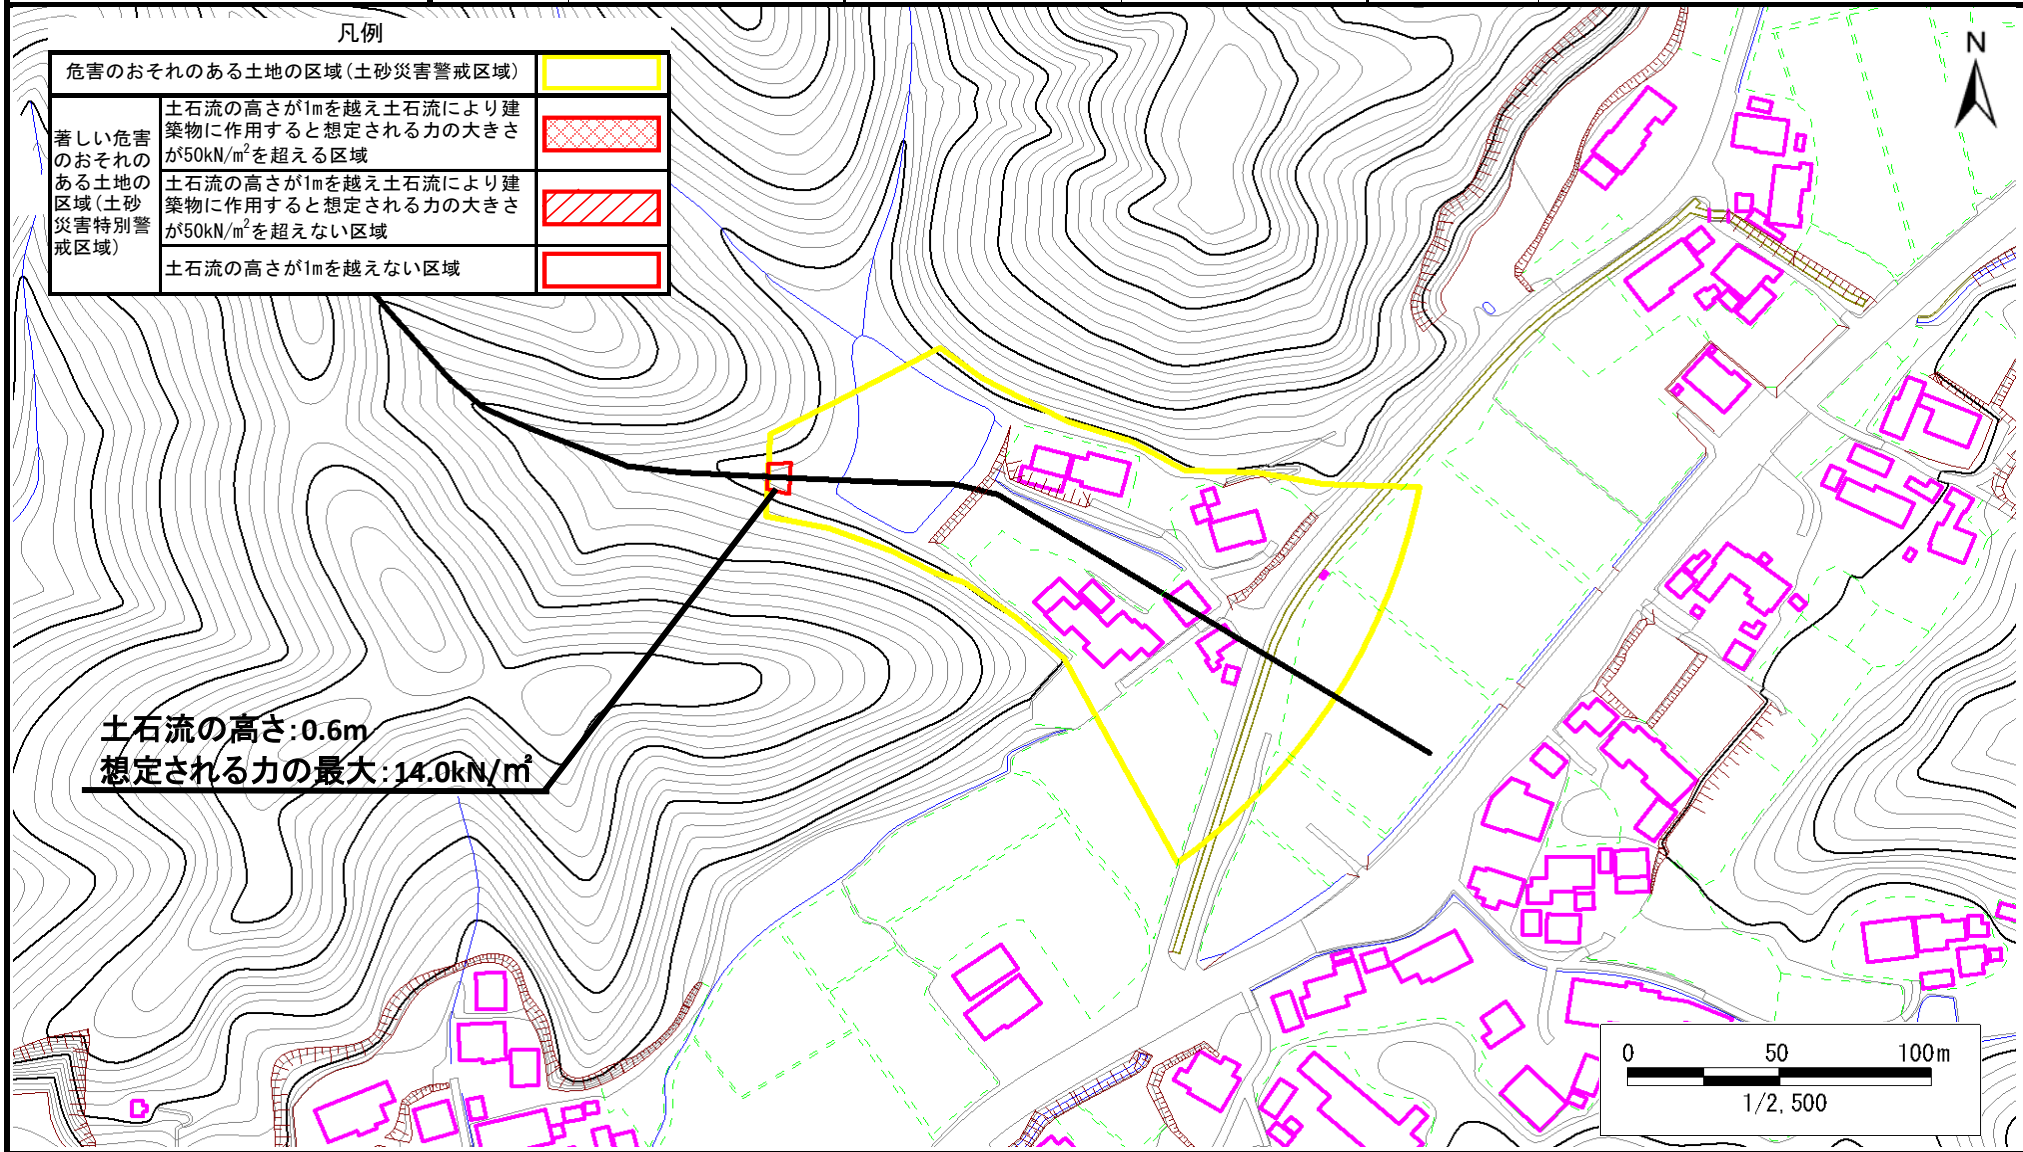 凡例
危害のおそれのある土地の区域(土砂災害警戒区域)
著しい危害
のおそれの
ある土地の
区域(土砂
災害特別警
戒区域)
土石流の高さが1mを越え土石流により建
築物に作用すると想定される力の大きさ
が50kN/m²を超える区域
土石流の高さが1mを越え土石流により建
築物に作用すると想定される力の大きさ
が50kN/m²を超えない区域
土石流の高さが1mを越えない区域
N
土石流の高さ:0.6m
想定される力の最大:14.0kN/㎡
0 50 100m
1/2,500